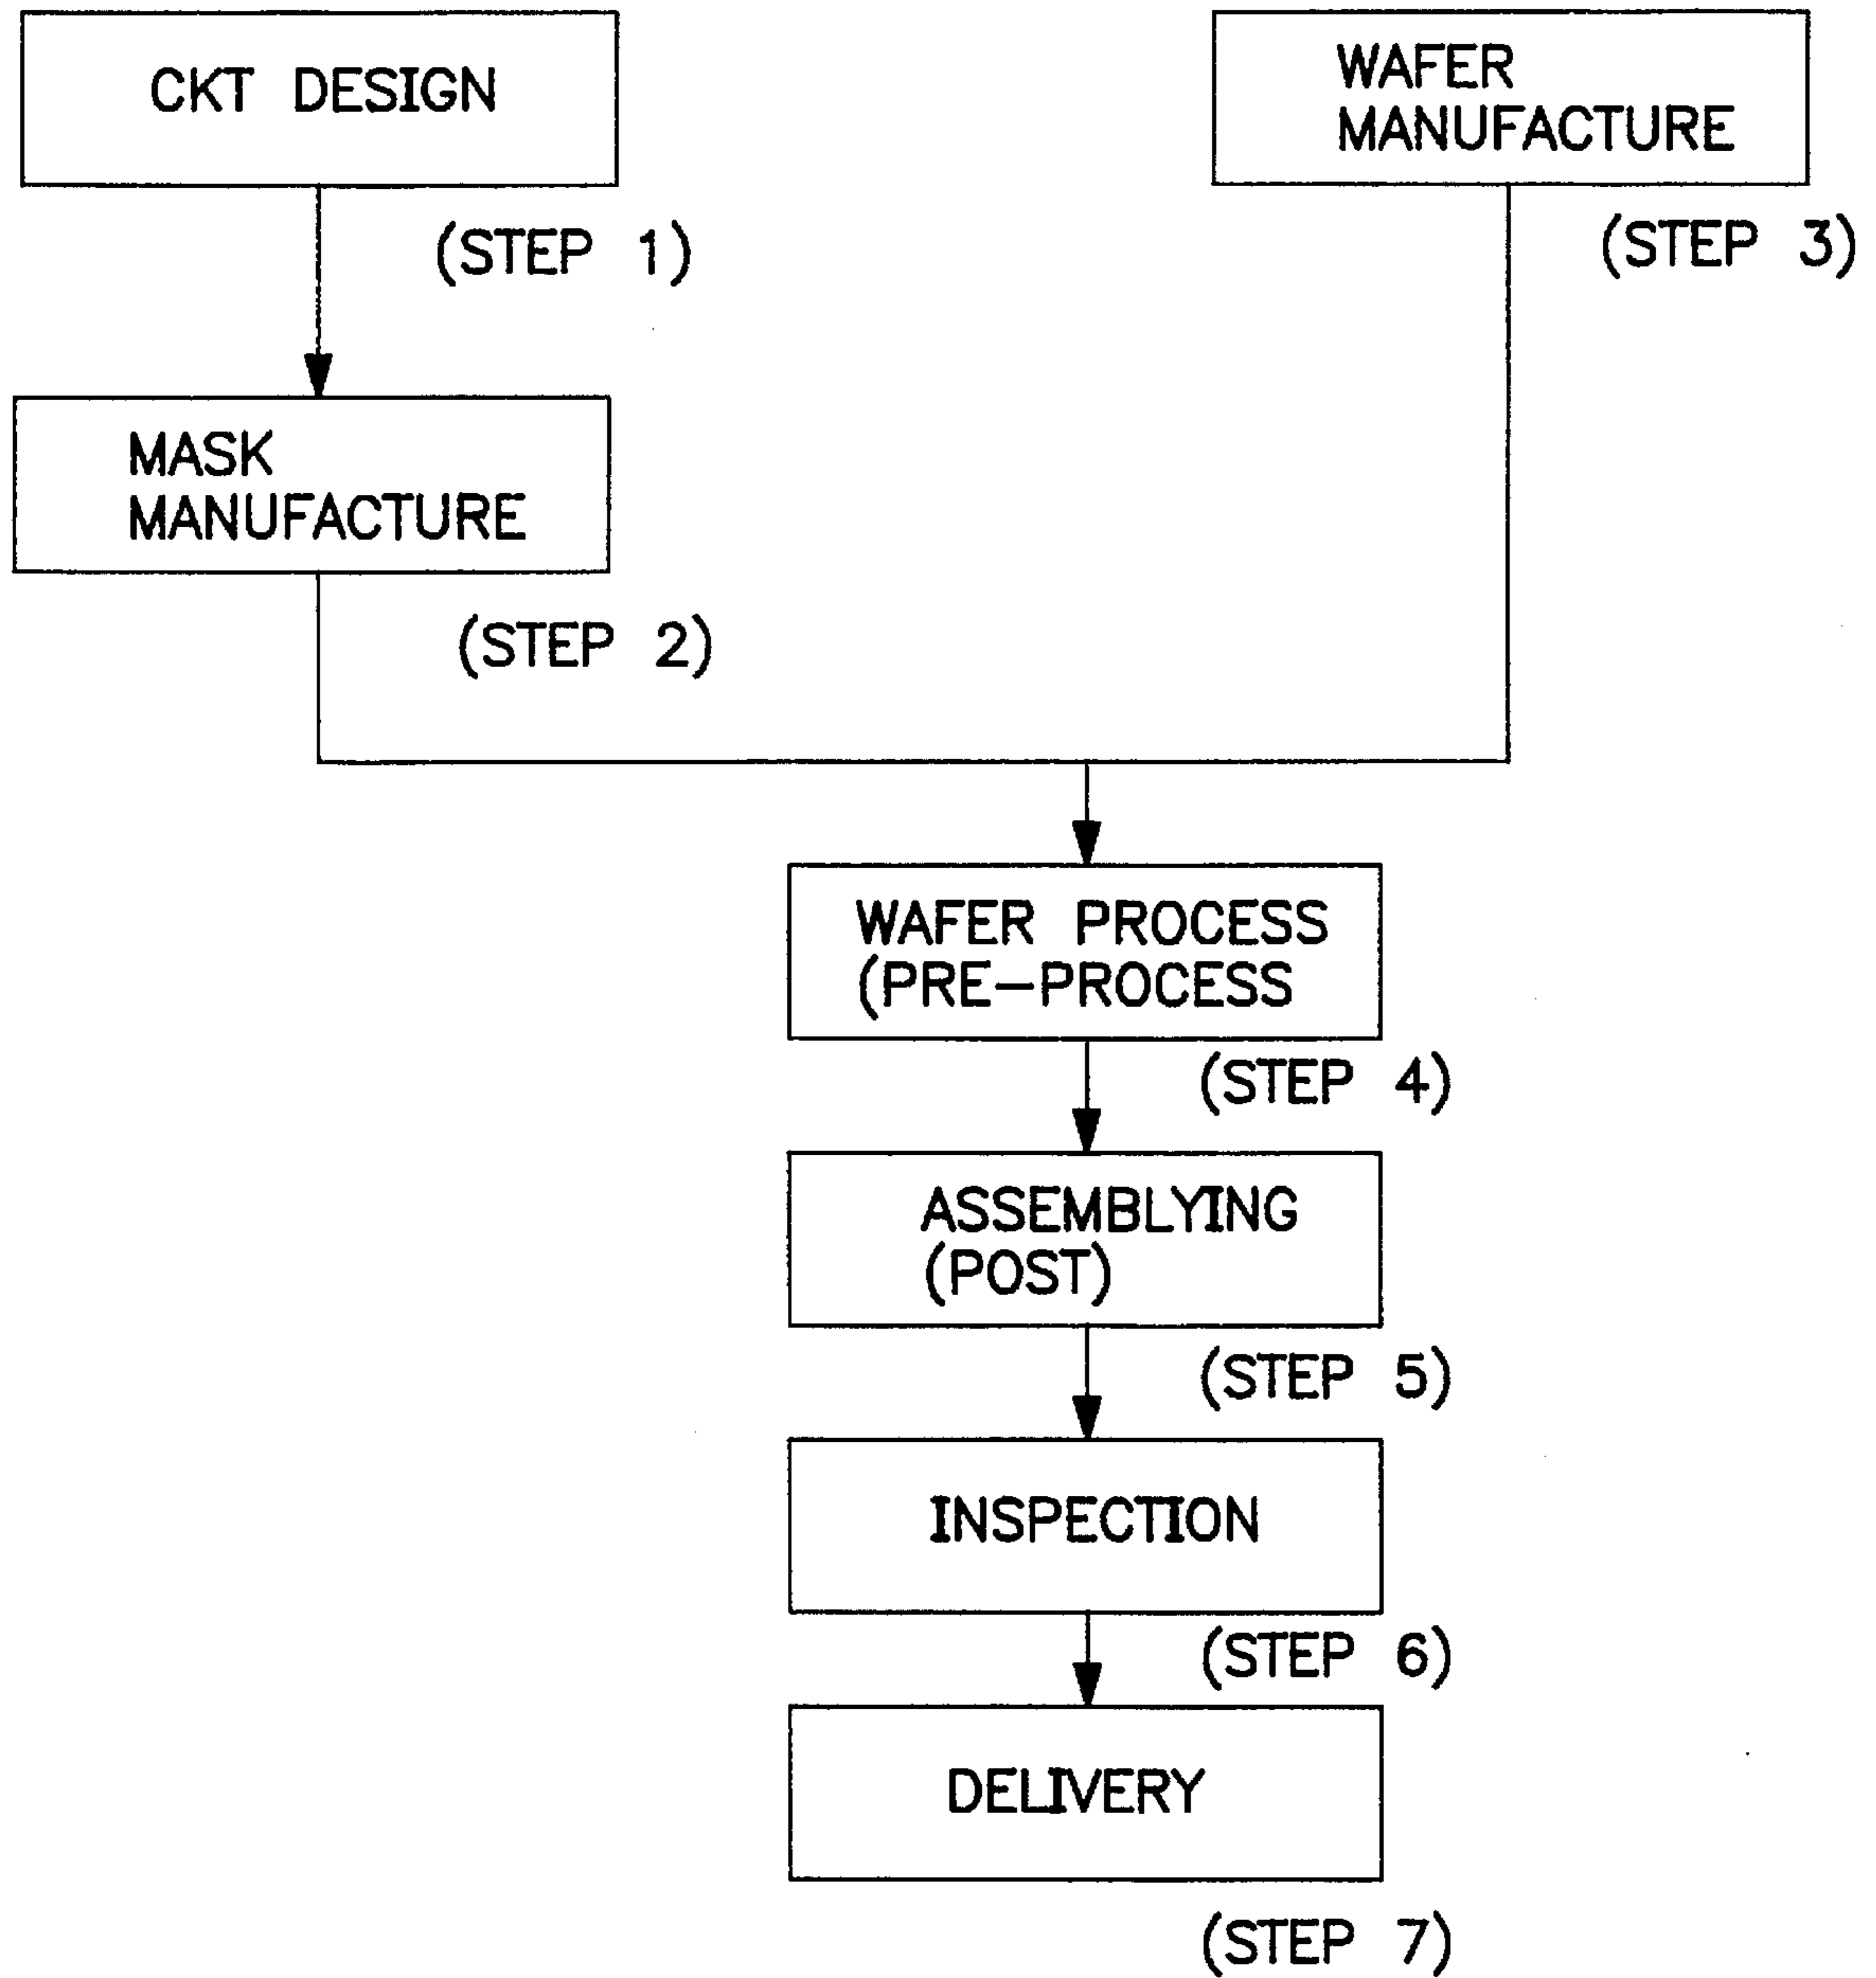 CKT DESIGN
(STEP 1)
WAFER
MANUFACTURE
(STEP 3)
MASK
MANUFACTURE
(STEP 2)
WAFER PROCESS
(PRE-PROCESS
(STEP 4)
ASSEMBLYING
(POST)
(STEP 5)
INSPECTION
(STEP 6)
DELIVERY
(STEP 7)